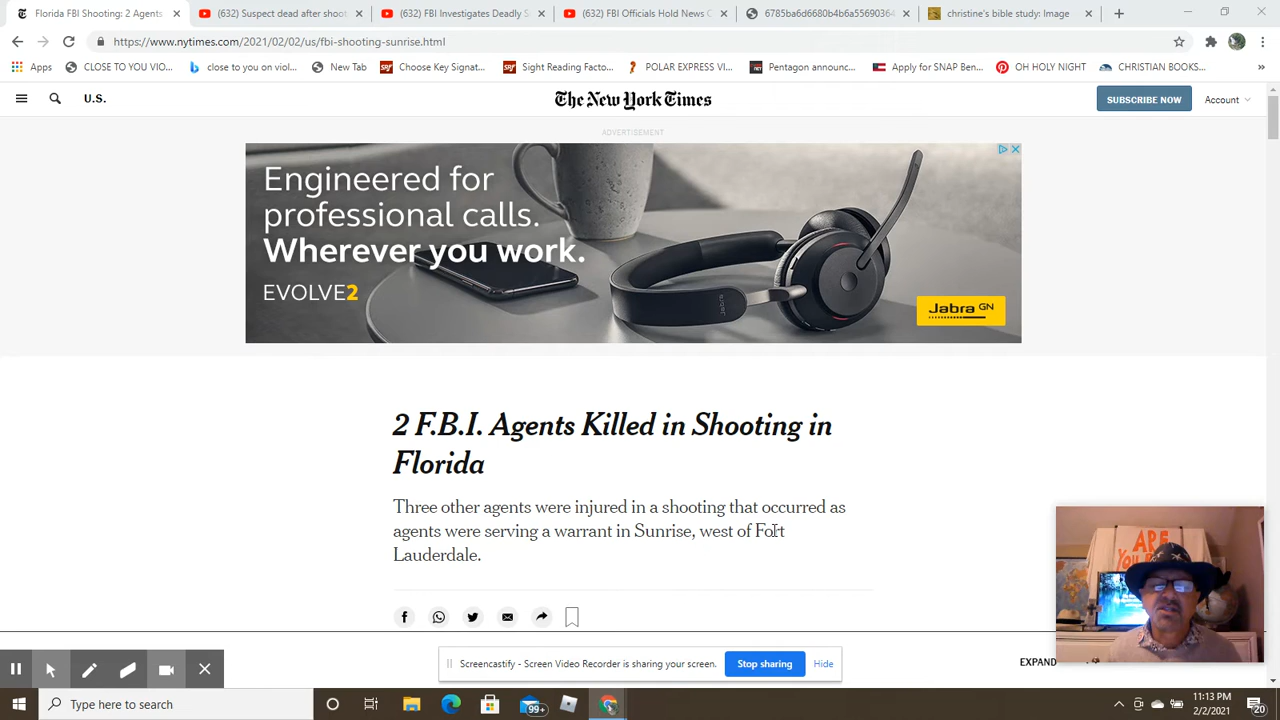 Florida FBI Shooting: 2 Agents
(632) Suspect dead after shoot
(632) FBI Investigates Deadly S
(632) FBI Officials Hold News C
6785ba6d6680b4b6a55690364
christine's bible study: Image
https://www.nytimes.com/2021/02/02/us/fbi-shooting-sunrise.html
Apps
CLOSE TO YOU VIO...
close to you on viol...
New Tab
Choose Key Signat...
Sight Reading Facto...
POLAR EXPRESS VI...
Pentagon announc...
Apply for SNAP Ben...
OH HOLY NIGHT
CHRISTIAN BOOKS...
U.S.
The New York Times
SUBSCRIBE NOW
Account
ADVERTISEMENT
Engineered for
professional calls.
Wherever you work.
EVOLVE2
Jabra GN
2 F.B.I. Agents Killed in Shooting in
Florida
Three other agents were injured in a shooting that occurred as
agents were serving a warrant in Sunrise, west of Fort
Lauderdale.
ARE
YOU
Screencastify - Screen Video Recorder is sharing your screen.
Stop sharing
Hide
EXPAND
Type here to search
99+
11:13 PM
2/2/2021
20